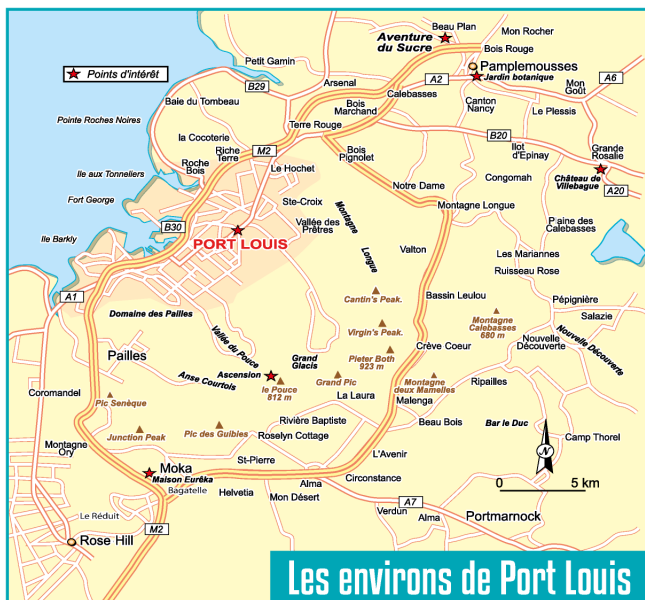 Beau Plan
Mon Rocher
Aventure
du Sucre
Bois Rouge
Petit Gamin
Pamplemousses
Points d'intérêt
Jardin botanique
Arsenal
A2
A6
B29
Calebasses
Mon
Goût
Baie du Tombeau
Bois
Marchand
Canton
Nancy
Le Plessis
Pointe Roches Noires
Terre Rouge
B20
la Cocoterie
M2
Riche
Terre
Bois
Pignolet
Ilot
d'Epinay
Grande
Rosalie
Roche
Bois
Le Hochet
Ile aux Tonneliers
Congomah
Château de
Villebague
Notre Dame
A20
Fort George
Ste-Croix
Montagne Longue
Montagne
Longue
Vallée des
Prêtres
B30
Plaine des
Calebasses
Ile Barkly
PORT LOUIS
Valton
Les Mariannes
Ruisseau Rose
A1
Cantin's Peak.
Bassin Leulou
Pépignière
Domaine des Pailles
Montagne
Calebasses
680 m
Salazie
Virgin's Peak.
Vallée du Pouce
Nouvelle
Découverte
Nouvelle Découverte
Crève Coeur
Pailles
Grand
Glacis
Pieter Both
923 m
Ascension
Anse Courtois
le Pouce
812 m
Grand Pic
Montagne
deux Mamelles
Ripailles
Coromandel
Pic Senèque
La Laura
Malenga
Rivière Baptiste
Beau Bois
Bar le Duc
Junction Peak
Pic des Guibies
Roselyn Cottage
Camp Thorel
Montagne
Ory
N
L'Avenir
St-Pierre
Moka
Maison Eurêka
Circonstance
Bagatelle
Helvetia
Alma
Mon Désert
0 5 km
A7
Le Réduit
Verdun
Alma
Portmarnock
M2
Rose Hill
Les environs de Port Louis